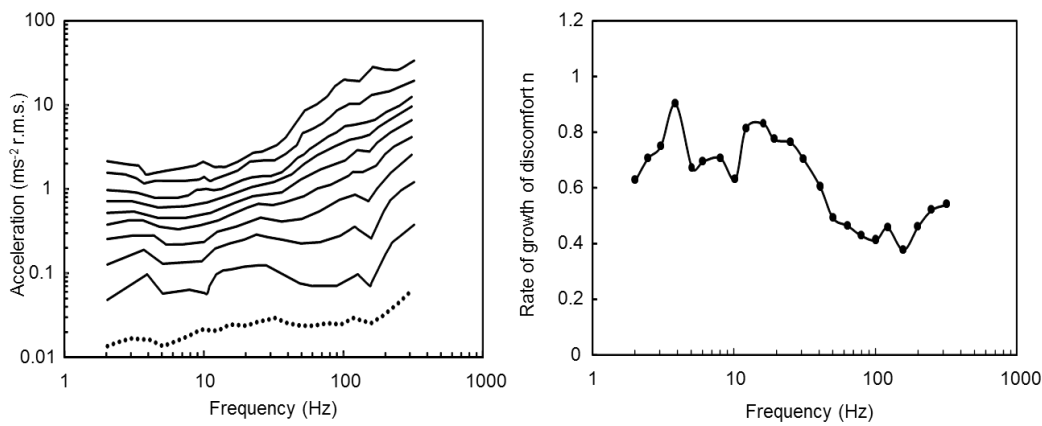 100
10
1
0.1
0.01
Acceleration (ms⁻² r.m.s.)
1 10 100 1000
Frequency (Hz)
1.2
1
0.8
0.6
0.4
0.2
0
Rate of growth of discomfort n
1 10 100 1000
Frequency (Hz)